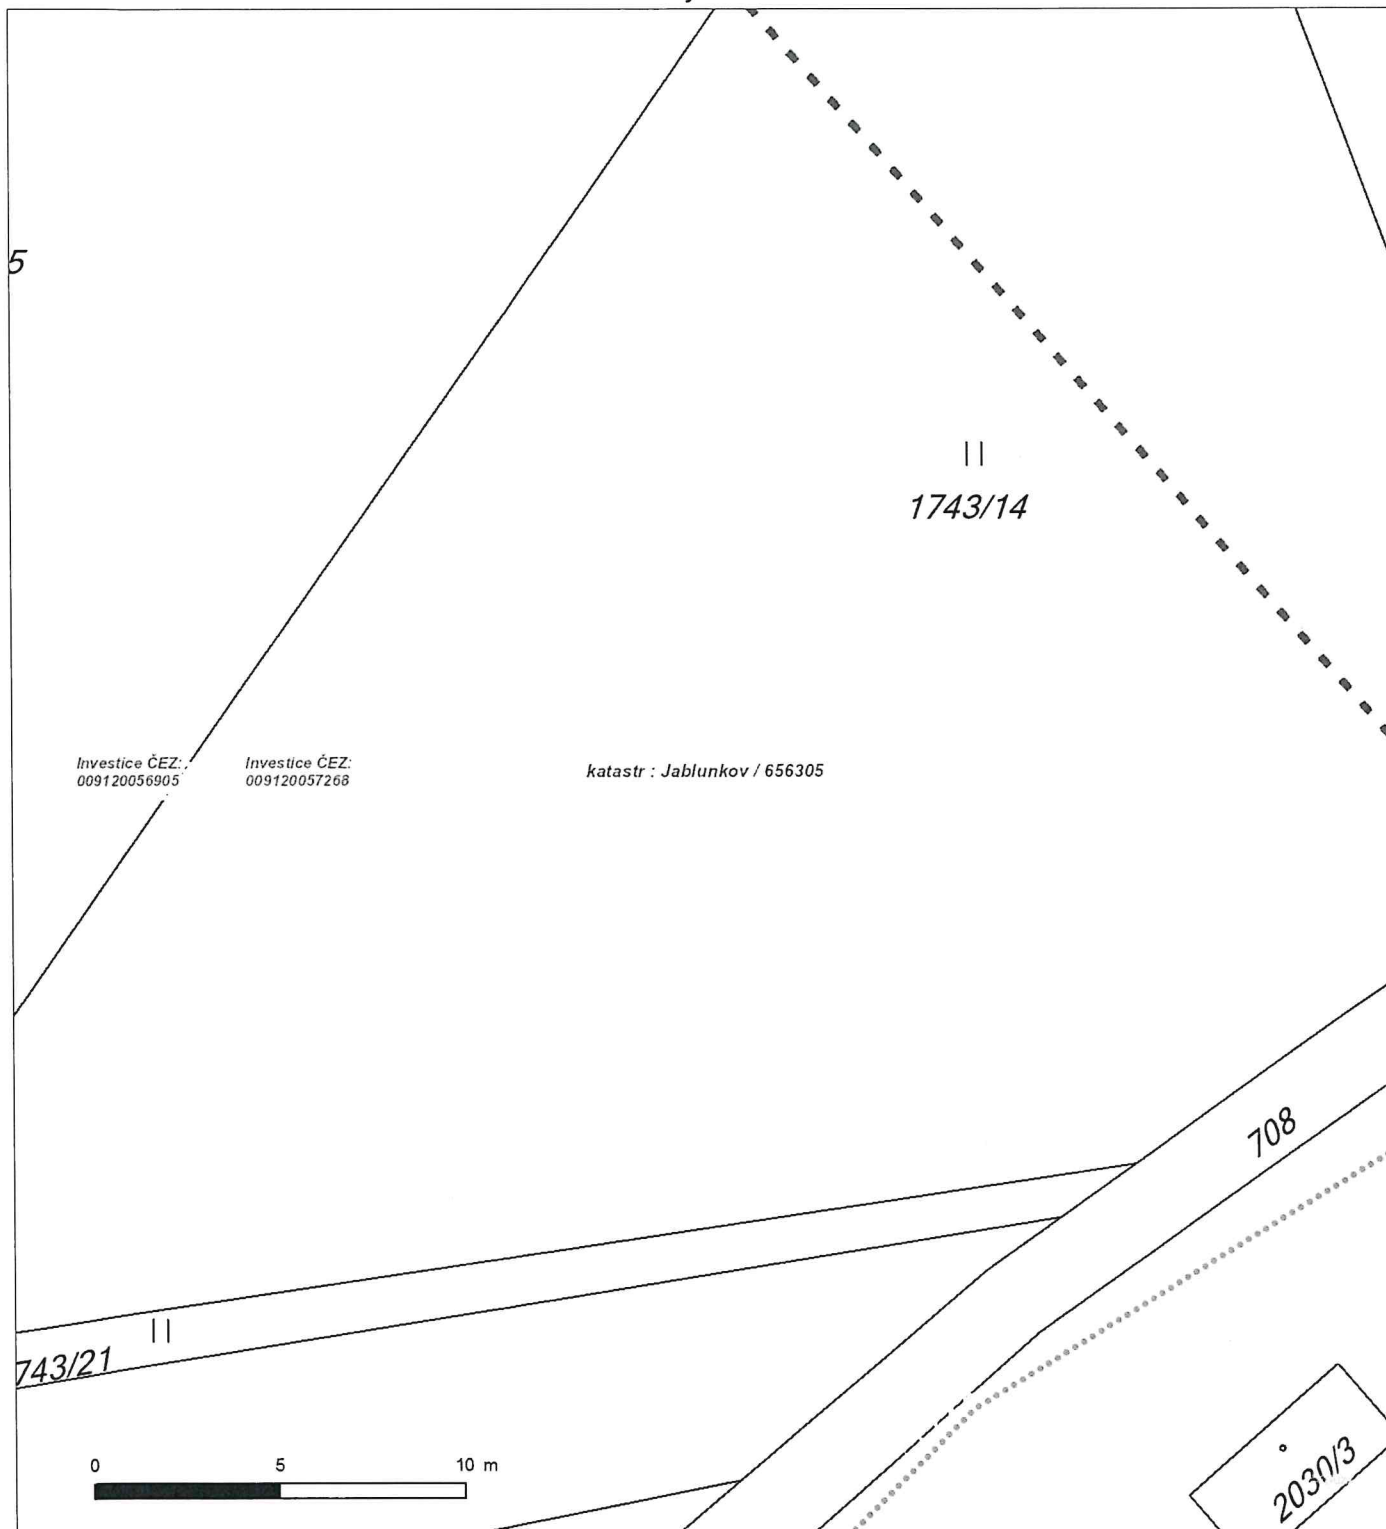 5
1743/14
Investice ČEZ:
009120056905
Investice ČEZ:
009120057268
katastr : Jablunkov / 656305
708
743/21
0 5 10 m
2030/3